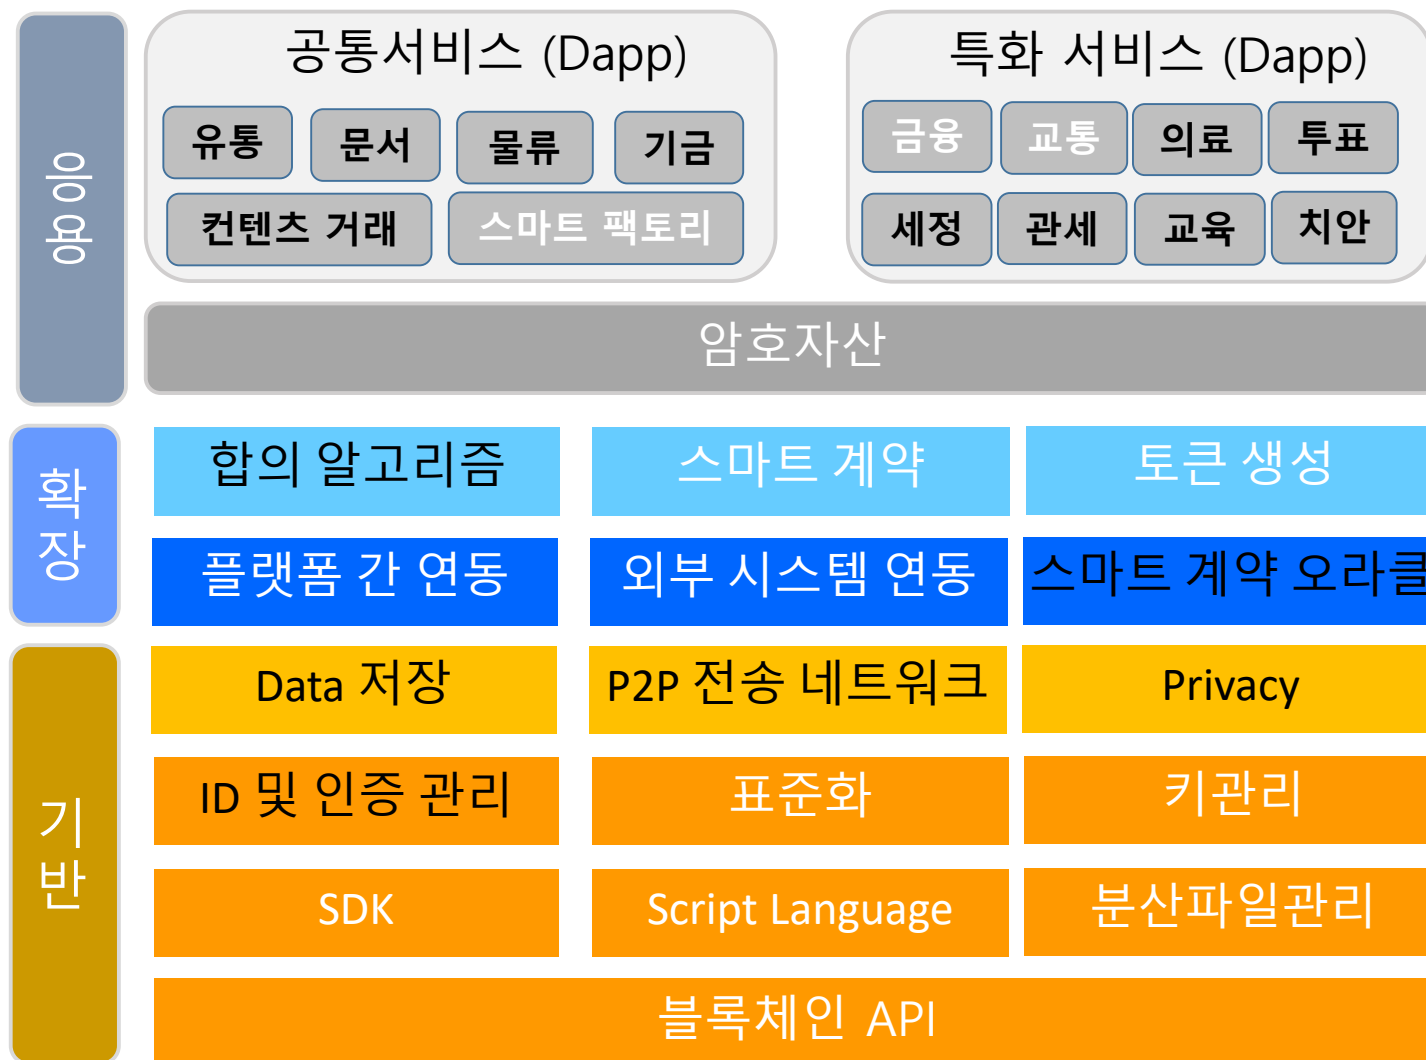 응용
공통서비스 (Dapp)
유통 문서 물류 기금
컨텐츠 거래 스마트 팩토리
특화 서비스 (Dapp)
금융 교통 의료 투표
세정 관세 교육 치안
암호자산
확장
합의 알고리즘 스마트 계약 토큰 생성
플랫폼 간 연동 외부 시스템 연동 스마트 계약 오라클
기반
Data 저장 P2P 전송 네트워크 Privacy
ID 및 인증 관리 표준화 키관리
SDK Script Language 분산파일관리
블록체인 API